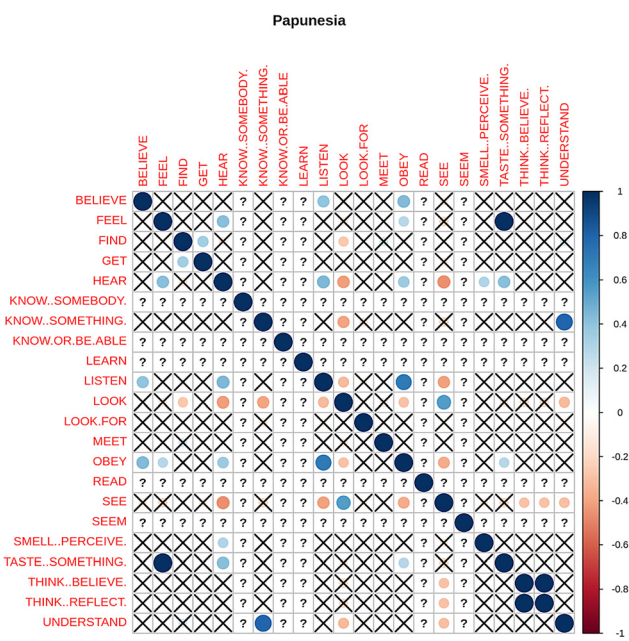 Papunesia
BELIEVE
FEEL
FIND
GET
HEAR
KNOW..SOMEBODY.
KNOW..SOMETHING.
KNOW.OR.BE.ABLE
LEARN
LISTEN
LOOK
LOOK.FOR
MEET
OBEY
READ
SEE
SEEM
SMELL..PERCEIVE.
TASTE..SOMETHING.
THINK..BELIEVE.
THINK..REFLECT.
UNDERSTAND
BELIEVE ? ? ? ? ?
FEEL ? ? ? ? ?
FIND ? ? ? ? ?
GET ? ? ? ? ?
HEAR ? ? ? ? ?
KNOW..SOMEBODY. ? ? ? ? ? ? ? ? ? ? ? ? ? ? ? ? ? ? ? ? ?
KNOW..SOMETHING. ? ? ? ? ?
KNOW.OR.BE.ABLE ? ? ? ? ? ? ? ? ? ? ? ? ? ? ? ? ? ? ? ? ?
LEARN ? ? ? ? ? ? ? ? ? ? ? ? ? ? ? ? ? ? ? ? ?
LISTEN ? ? ? ? ?
LOOK ? ? ? ? ?
LOOK.FOR ? ? ? ? ?
MEET ? ? ? ? ?
OBEY ? ? ? ? ?
READ ? ? ? ? ? ? ? ? ? ? ? ? ? ? ? ? ? ? ? ? ?
SEE ? ? ? ? ?
SEEM ? ? ? ? ? ? ? ? ? ? ? ? ? ? ? ? ? ? ? ? ?
SMELL..PERCEIVE. ? ? ? ? ?
TASTE..SOMETHING. ? ? ? ? ?
THINK..BELIEVE. ? ? ? ? ?
THINK..REFLECT. ? ? ? ? ?
UNDERSTAND ? ? ? ? ?
1
0.8
0.6
0.4
0.2
0
-0.2
-0.4
-0.6
-0.8
-1